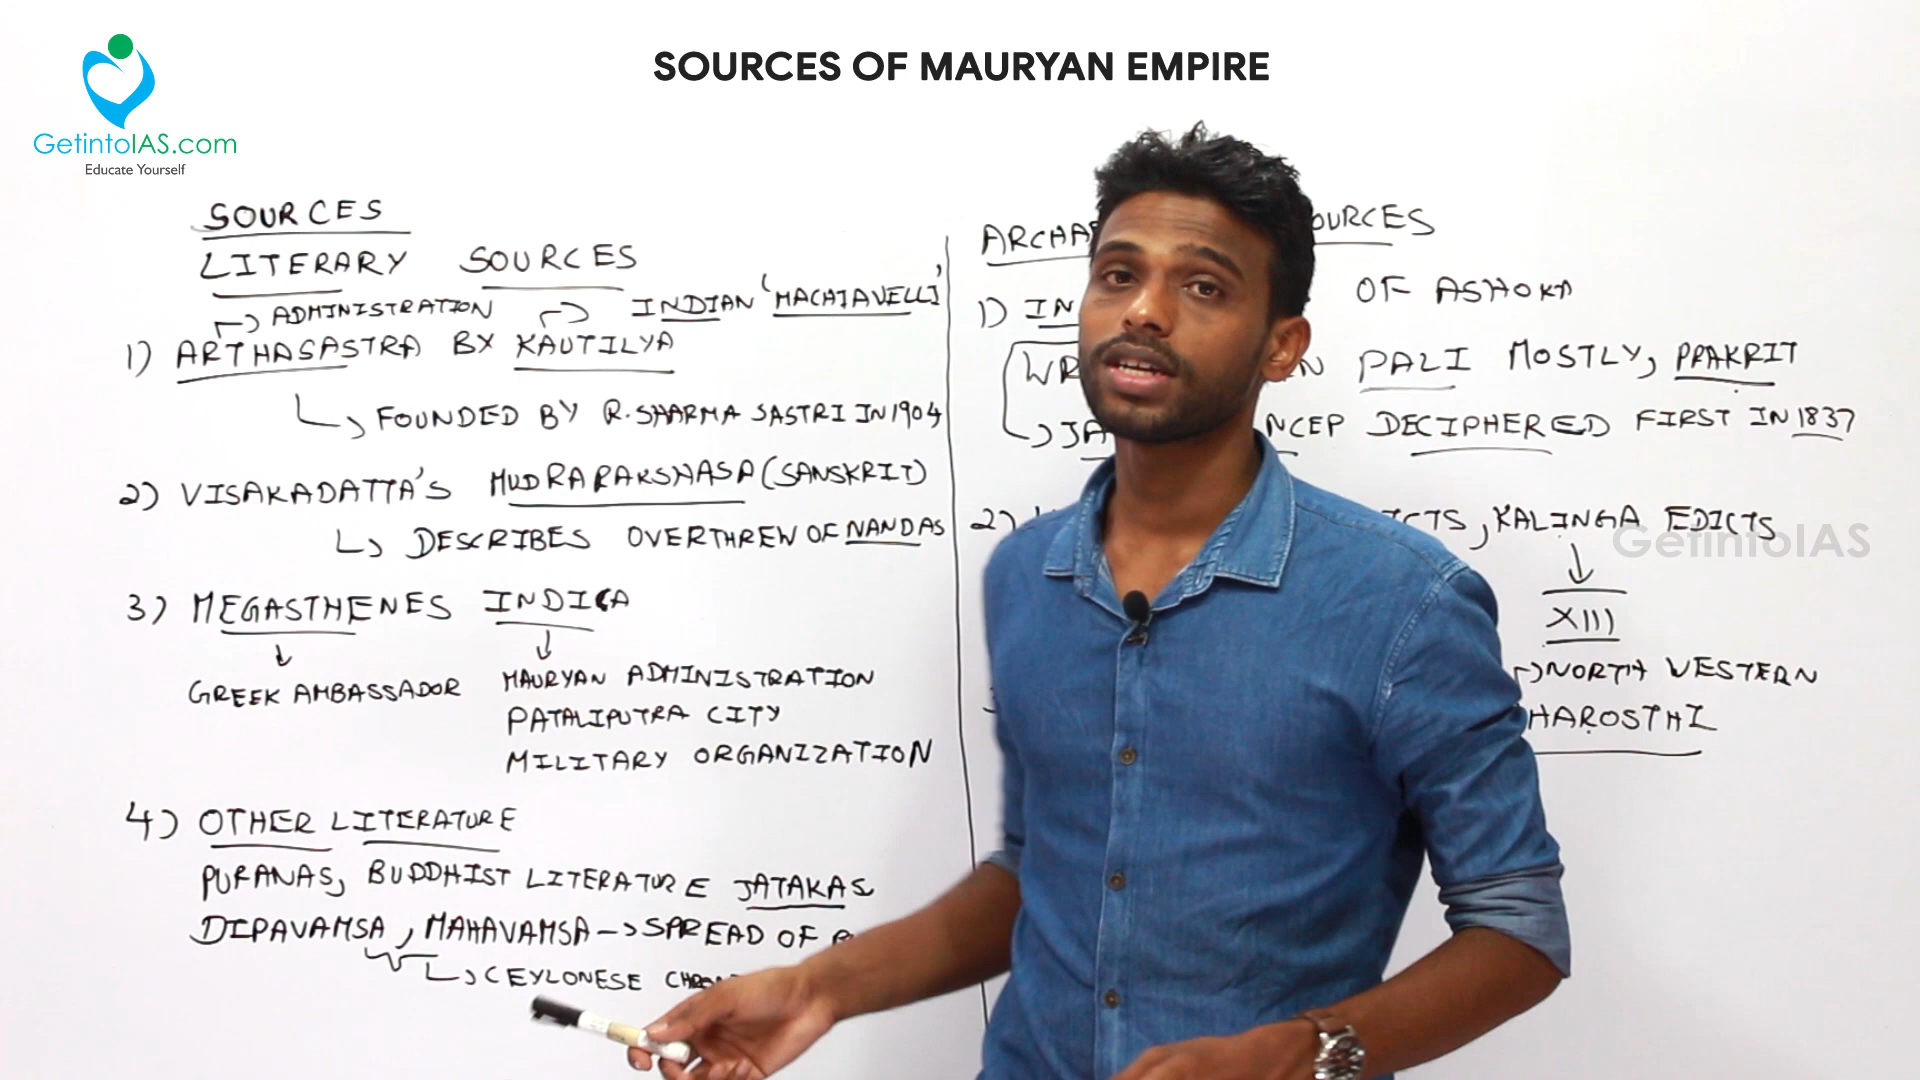 SOURCES OF MAURYAN EMPIRE
GetintoIAS.com
Educate Yourself
SOURCES
LITERARY SOURCES
ADMINISTRATION INDIAN 'MACHIAVELLI'
1) ARTHASASTRA BY KAUTILYA
FOUNDED BY R. SHARMA SASTRI IN 1904
2) VISAKADATTA'S MUDRARAKSHASA (SANSKRIT)
DESCRIBES OVERTHREW OF NANDAS
3) MEGASTHENES INDICA
GREEK AMBASSADOR
MAURYAN ADMINISTRATION
PATALIPUTRA CITY
MILITARY ORGANIZATION
4) OTHER LITERATURE
PURANAS, BUDDHIST LITERATURE JATAKAS
DIPAVAMSA, MAHAVAMSA → SPREAD OF
CEYLONESE
1) OF ASHOKA
PALI MOSTLY, PRAKRIT
DECIPHERED FIRST IN 1837
2) KALINGA EDICTS
GetintoIAS
XIII
NORTH WESTERN